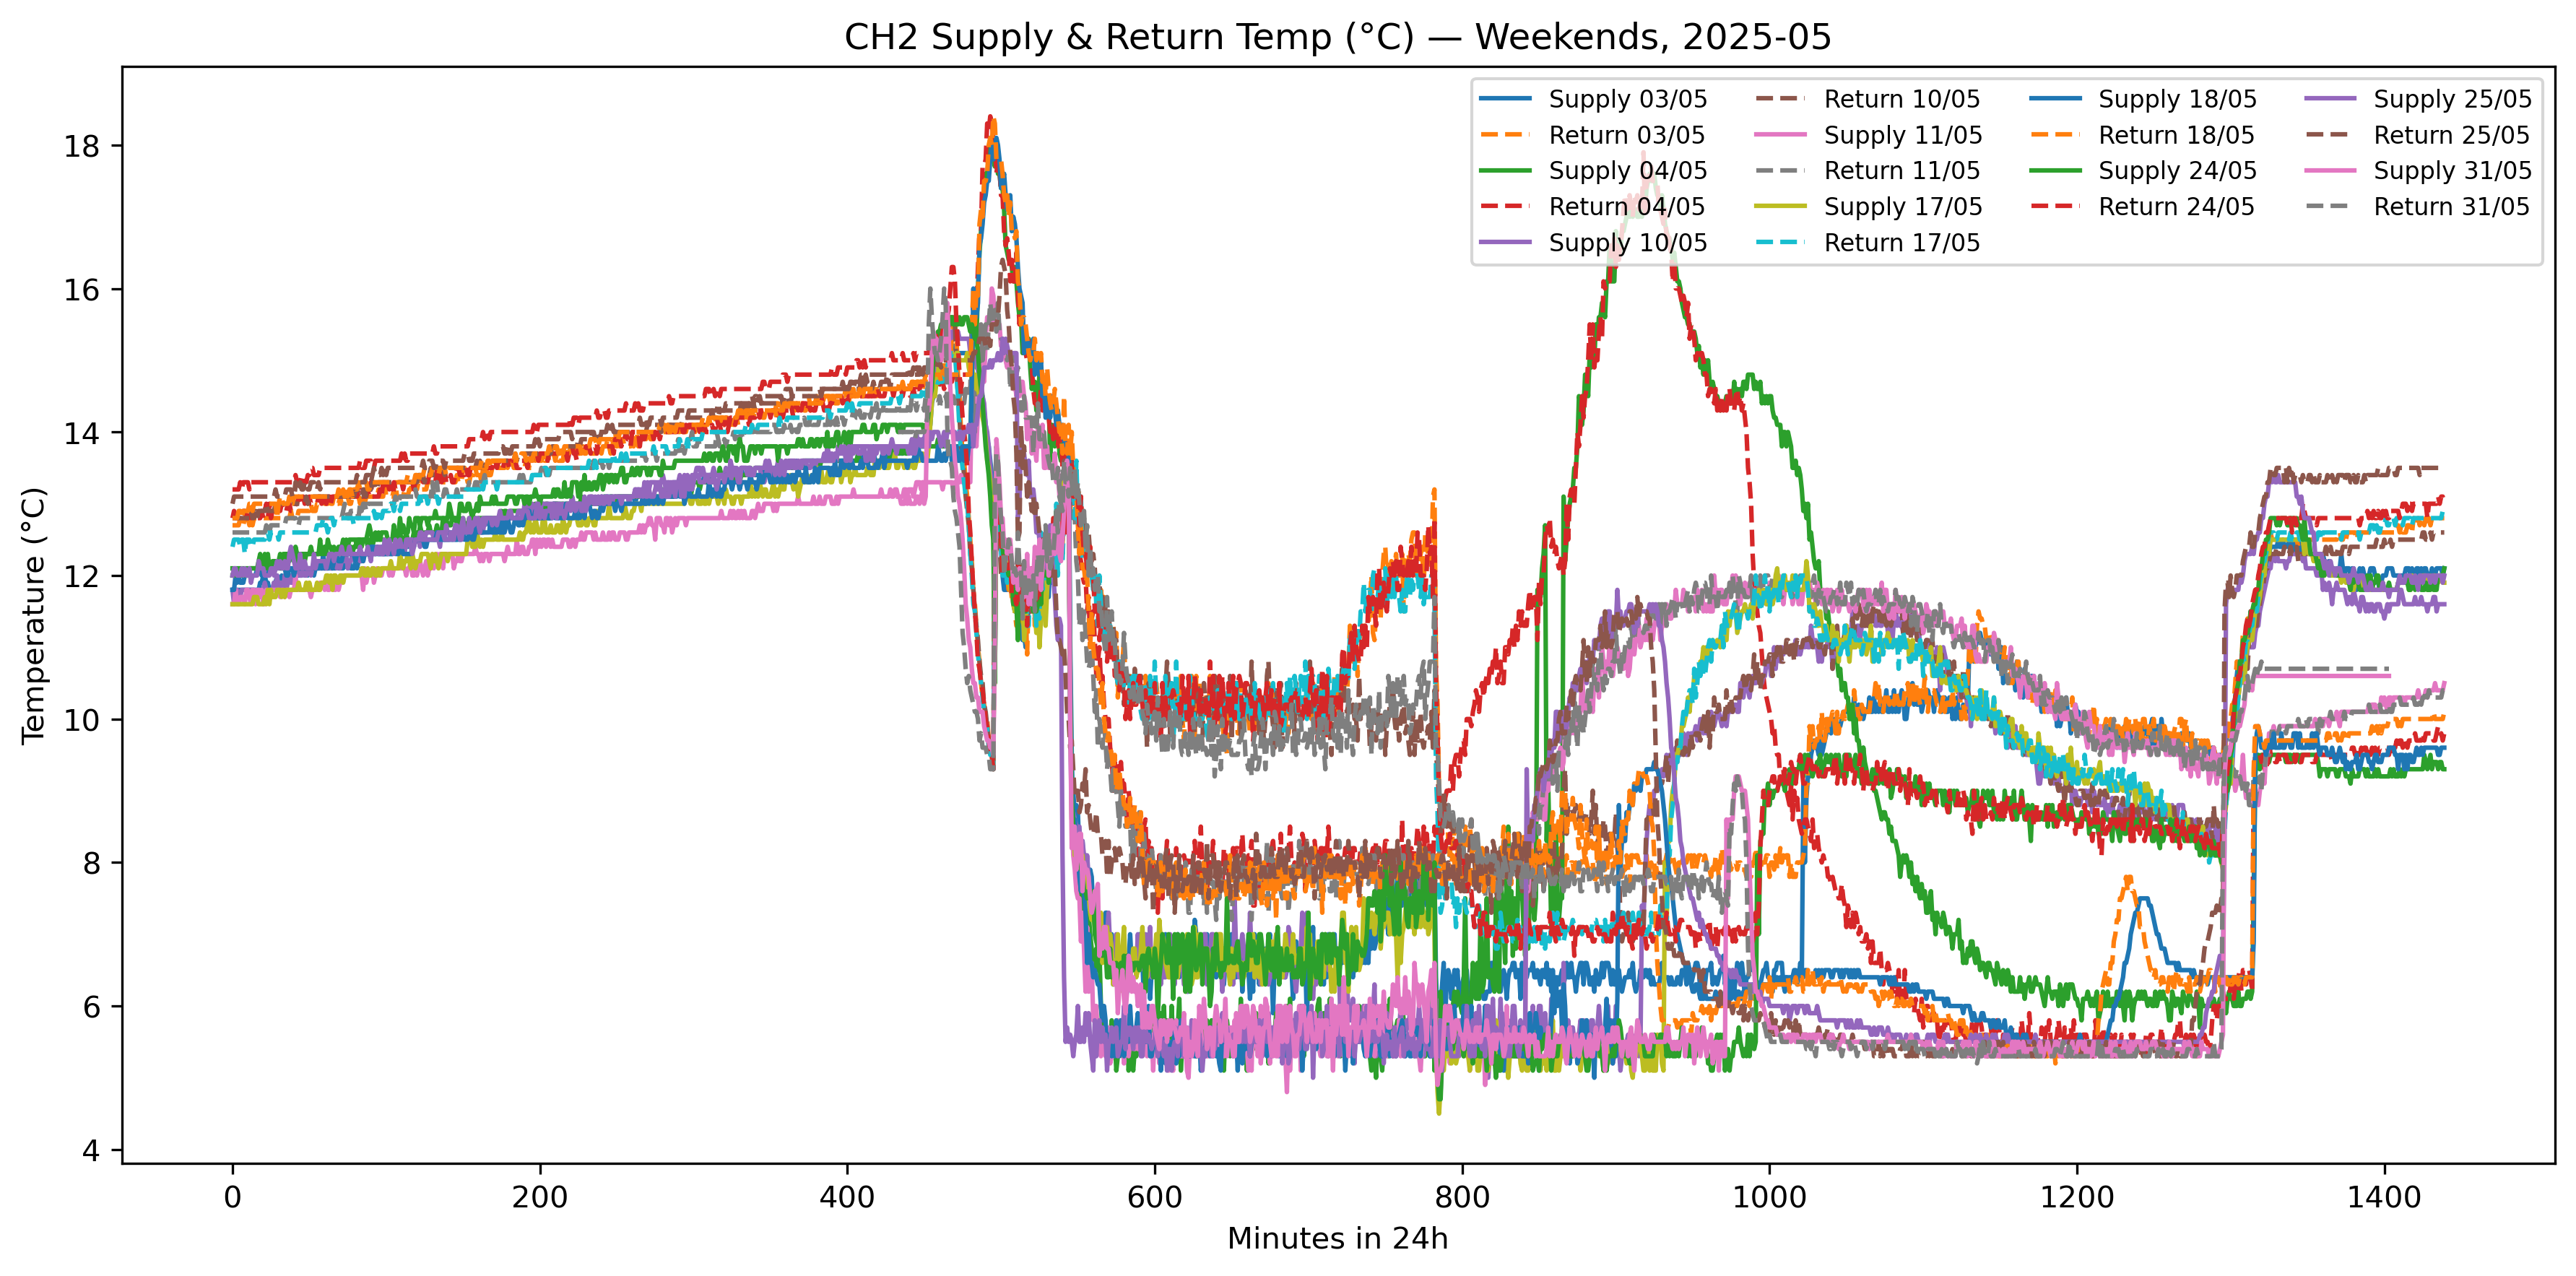 CH2 Supply & Return Temp (°C) — Weekends, 2025-05
Supply 03/05
Return 03/05
Supply 04/05
Return 04/05
Supply 10/05
Return 10/05
Supply 11/05
Return 11/05
Supply 17/05
Return 17/05
Supply 18/05
Return 18/05
Supply 24/05
Return 24/05
Supply 25/05
Return 25/05
Supply 31/05
Return 31/05
Temperature (°C)
18
16
14
12
10
8
6
4
0
200
400
600
800
1000
1200
1400
Minutes in 24h